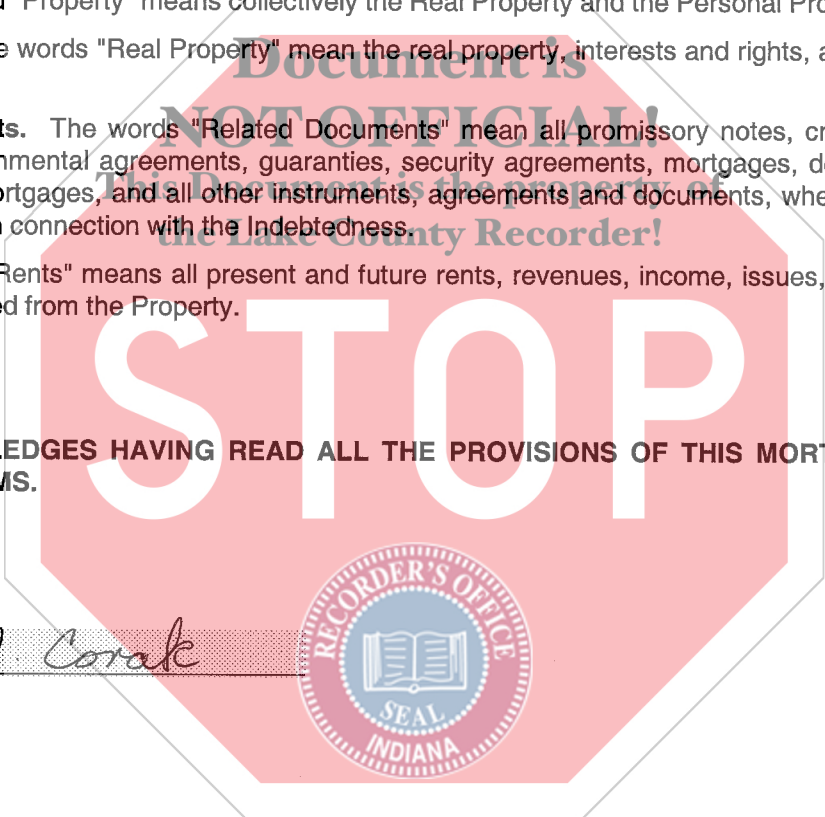 Property" means collectively the Real Property and the Personal Pro
words "Real Property" mean the real property, interests and rights, a
Document is
NOT OFFICIAL!
This Document is the property of
the Lake County Recorder!
ts. The words "Related Documents" mean all promissory notes, cr
nmental agreements, guaranties, security agreements, mortgages, d
ortgages, and all other instruments, agreements and documents, whe
connection with the Indebtedness.
Rents" means all present and future rents, revenues, income, issues,
d from the Property.
STOP
LEDGES HAVING READ ALL THE PROVISIONS OF THIS MORT
MS.
. Corak
RECORDER'S OFFICE
SEAL
INDIANA